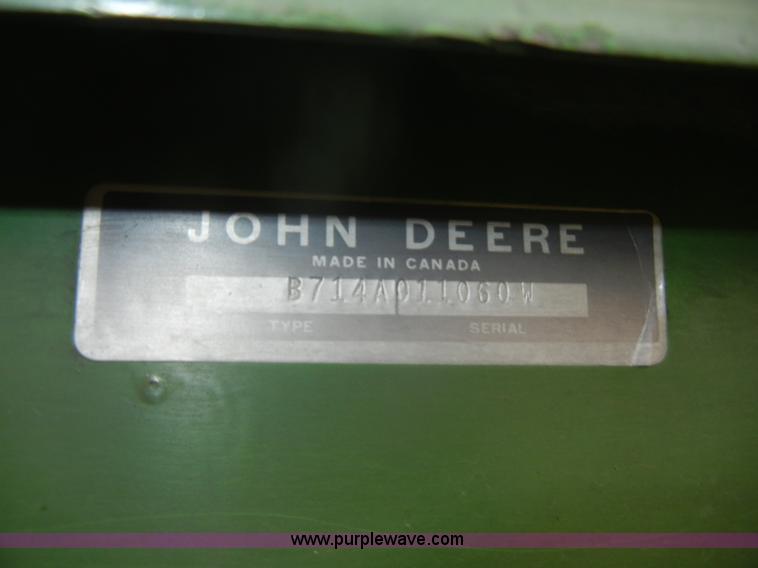 JOHN DEERE
MADE IN CANADA
B714A011060W
TYPE SERIAL
www.purplewave.com